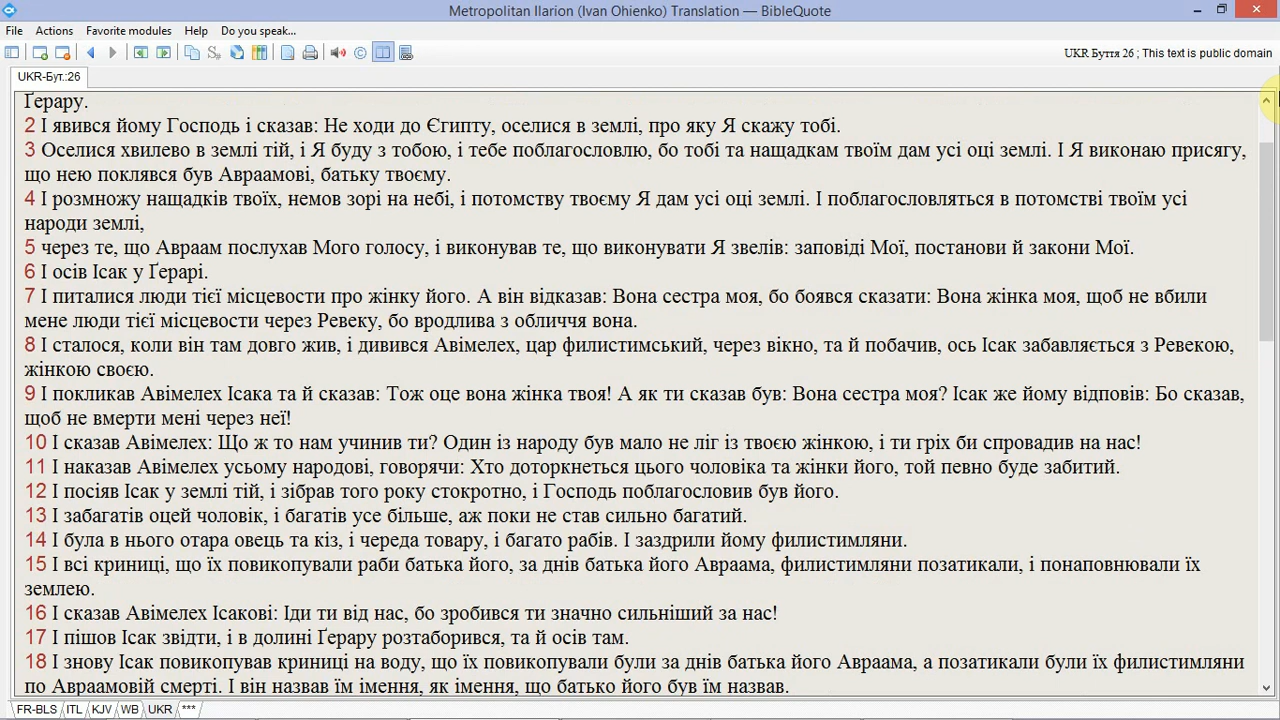 Metropolitan Ilarion (Ivan Ohienko) Translation — BibleQuote
File Actions Favorite modules Help Do you speak...
UKR Буття 26 ; This text is public domain
UKR-Бут.:26
Ґерару.
2 І явився йому Господь і сказав: Не ходи до Єгипту, оселися в землі, про яку Я скажу тобі.
3 Оселися хвилево в землі тій, і Я буду з тобою, і тебе поблагословлю, бо тобі та нащадкам твоїм дам усі оці землі. І Я виконаю присягу,
що нею поклявся був Авраамові, батьку твоєму.
4 І розмножу нащадків твоїх, немов зорі на небі, і потомству твоєму Я дам усі оці землі. І поблагословляться в потомстві твоїм усі
народи землі,
5 через те, що Авраам послухав Мого голосу, і виконував те, що виконувати Я звелів: заповіді Мої, постанови й закони Мої.
6 І осів Ісак у Ґерарі.
7 І питалися люди тієї місцевости про жінку його. А він відказав: Вона сестра моя, бо боявся сказати: Вона жінка моя, щоб не вбили
мене люди тієї місцевости через Ревеку, бо вродлива з обличчя вона.
8 І сталося, коли він там довго жив, і дивився Авімелех, цар филистимський, через вікно, та й побачив, ось Ісак забавляється з Ревекою,
жінкою своєю.
9 І покликав Авімелех Ісака та й сказав: Тож оце вона жінка твоя! А як ти сказав був: Вона сестра моя? Ісак же йому відповів: Бо сказав,
щоб не вмерти мені через неї!
10 І сказав Авімелех: Що ж то нам учинив ти? Один із народу був мало не ліг із твоєю жінкою, і ти гріх би спровадив на нас!
11 І наказав Авімелех усьому народові, говорячи: Хто доторкнеться цього чоловіка та жінки його, той певно буде забитий.
12 І посіяв Ісак у землі тій, і зібрав того року стокротно, і Господь поблагословив був його.
13 І забагатів оцей чоловік, і багатів усе більше, аж поки не став сильно багатий.
14 І була в нього отара овець та кіз, і череда товару, і багато рабів. І заздрили йому филистимляни.
15 І всі криниці, що їх повикопували раби батька його, за днів батька його Авраама, филистимляни позатикали, і понаповнювали їх
землею.
16 І сказав Авімелех Ісакові: Іди ти від нас, бо зробився ти значно сильніший за нас!
17 І пішов Ісак звідти, і в долині Ґерару розтаборився, та й осів там.
18 І знову Ісак повикопував криниці на воду, що їх повикопували були за днів батька його Авраама, а позатикали були їх филистимляни
по Авраамовій смерті. І він назвав їм імення, як імення, що батько його був їм назвав.
FR-BLS ITL KJV WB UKR ***